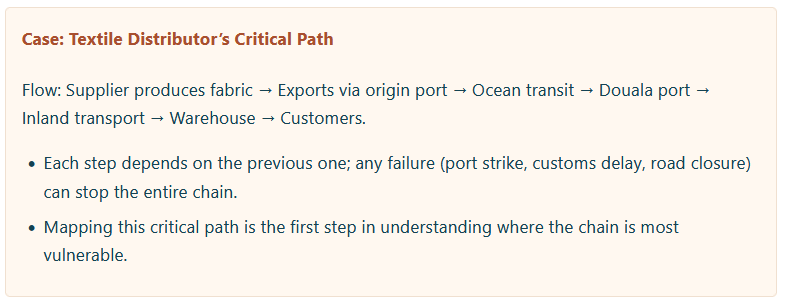 Case: Textile Distributor’s Critical Path
Flow: Supplier produces fabric → Exports via origin port → Ocean transit → Douala port →
Inland transport → Warehouse → Customers.
• Each step depends on the previous one; any failure (port strike, customs delay, road closure)
can stop the entire chain.
• Mapping this critical path is the first step in understanding where the chain is most
vulnerable.